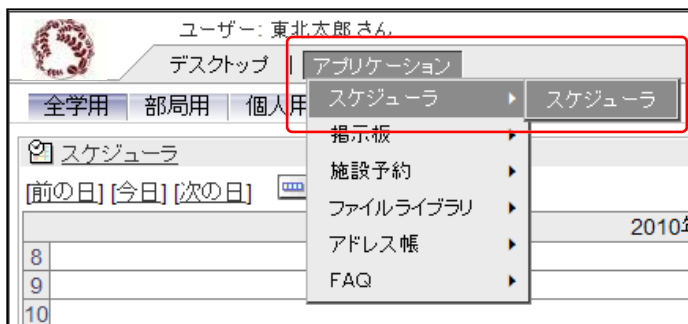 ユーザー: 東北太郎さん
デスクトップ | アプリケーション
全学用 部局用 個人用
スケジューラ
スケジューラ
掲示板
施設予約
ファイルライブラリ
アドレス帳
FAQ
スケジューラ
[前の日] [今日] [次の日]
2010年
8
9
10